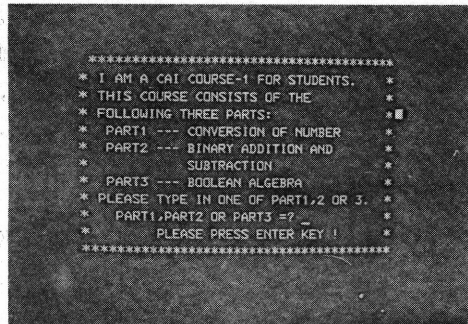 ***************************************
* I AM A CAI COURSE-1 FOR STUDENTS. *
* THIS COURSE CONSISTS OF THE *
* FOLLOWING THREE PARTS: *
* PART1 --- CONVERSION OF NUMBER *
* PART2 --- BINARY ADDITION AND *
* SUBTRACTION *
* PART3 --- BOOLEAN ALGEBRA *
* PLEASE TYPE IN ONE OF PART1,2 OR 3. *
* PART1,PART2 OR PART3 =? _ *
* PLEASE PRESS ENTER KEY ! *
***************************************